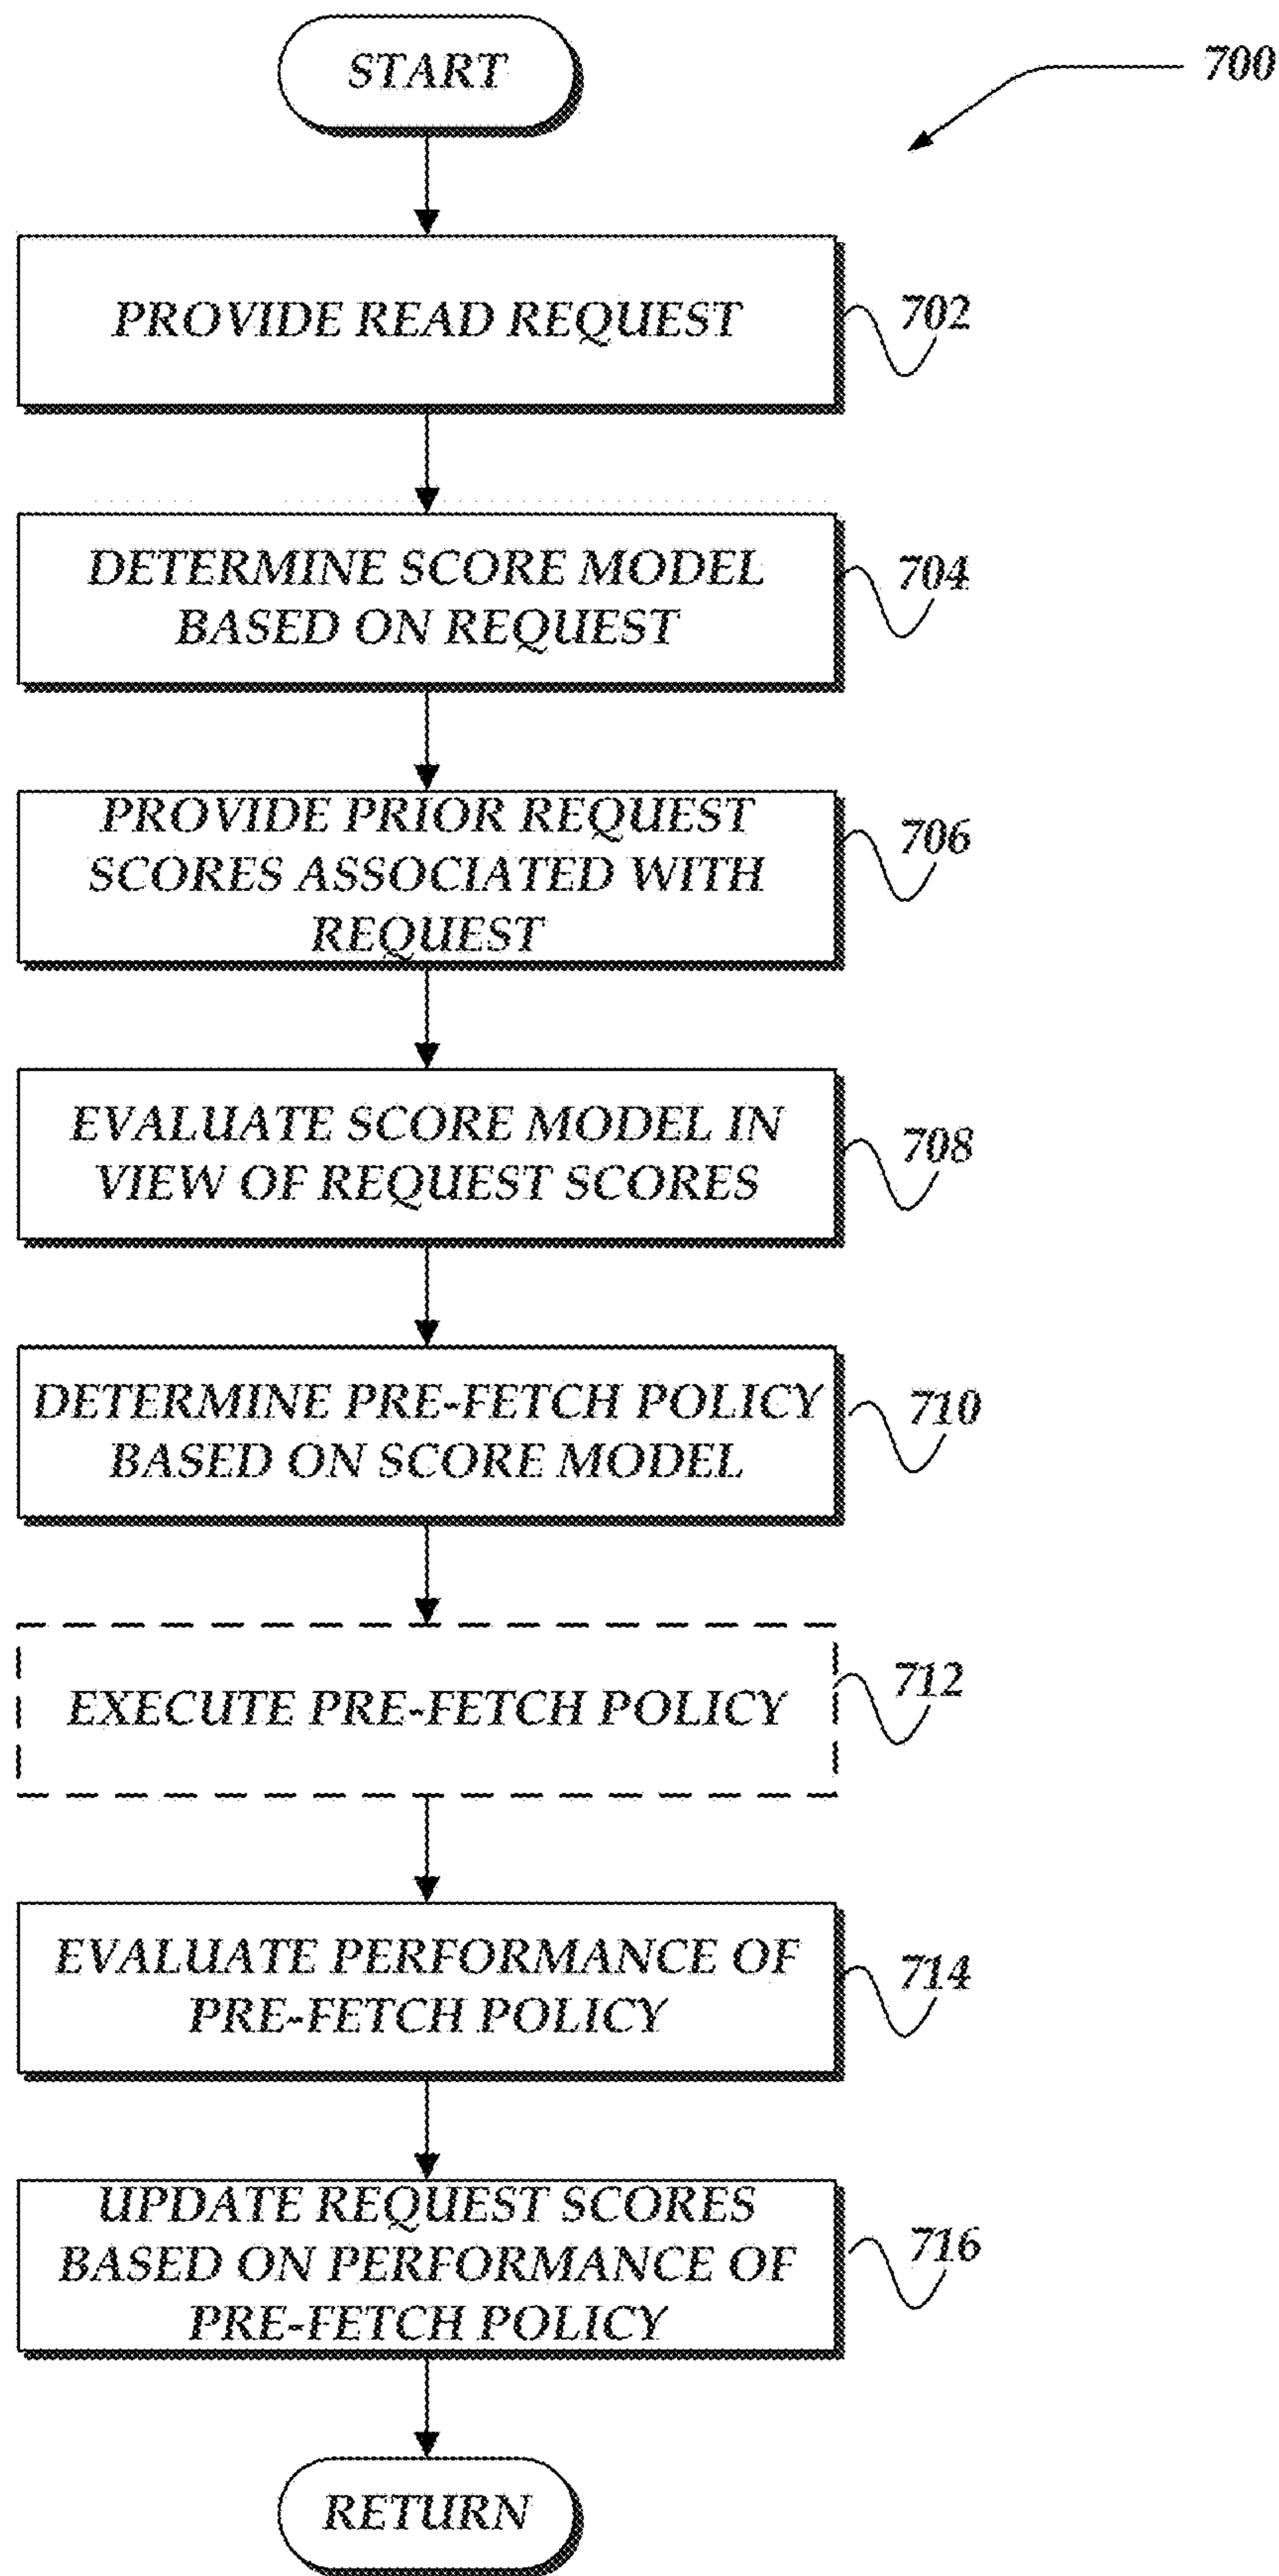 START
700
PROVIDE READ REQUEST
702
DETERMINE SCORE MODEL
BASED ON REQUEST
704
PROVIDE PRIOR REQUEST
SCORES ASSOCIATED WITH
REQUEST
706
EVALUATE SCORE MODEL IN
VIEW OF REQUEST SCORES
708
DETERMINE PRE-FETCH POLICY
BASED ON SCORE MODEL
710
EXECUTE PRE-FETCH POLICY
712
EVALUATE PERFORMANCE OF
PRE-FETCH POLICY
714
UPDATE REQUEST SCORES
BASED ON PERFORMANCE OF
PRE-FETCH POLICY
716
RETURN